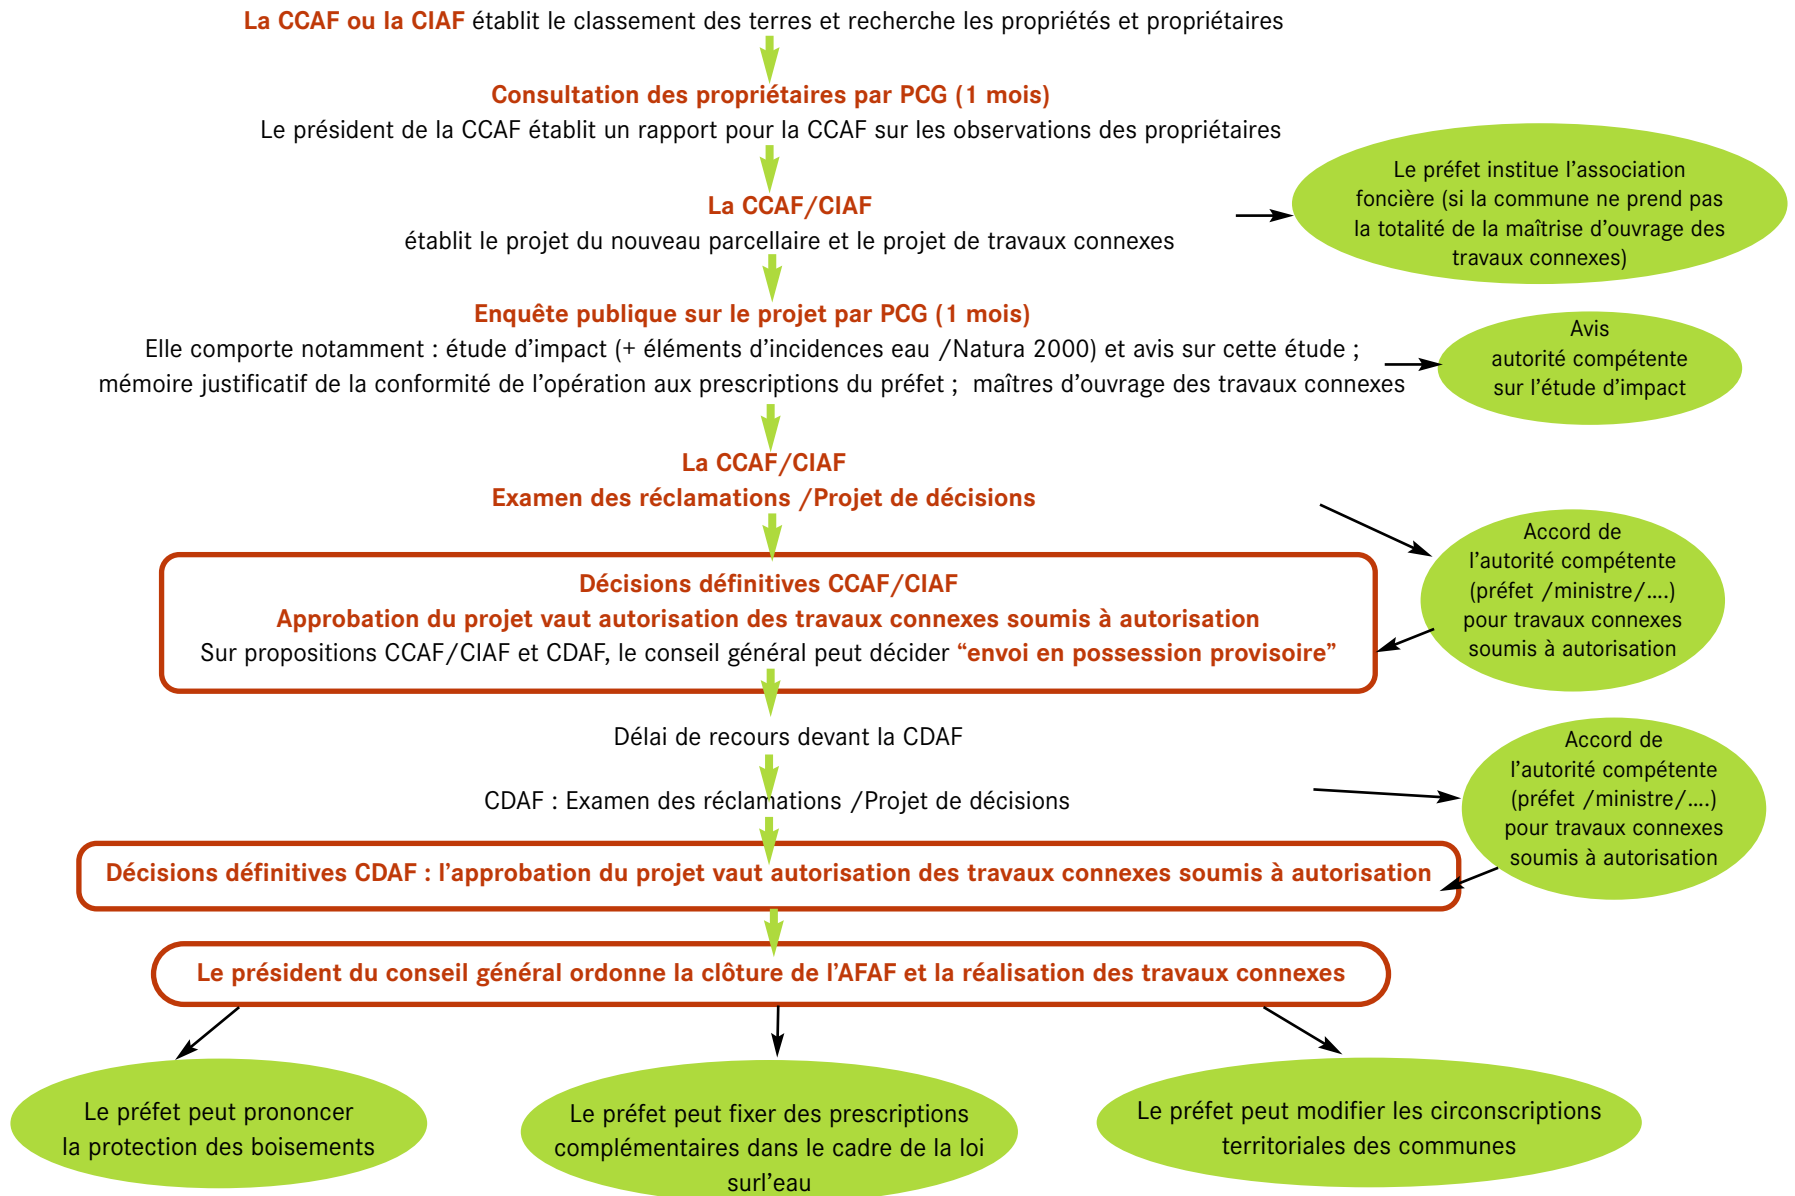 La CCAF ou la CIAF établit le classement des terres et recherche les propriétés et propriétaires
Consultation des propriétaires par PCG (1 mois)
Le président de la CCAF établit un rapport pour la CCAF sur les observations des propriétaires
La CCAF/CIAF
établit le projet du nouveau parcellaire et le projet de travaux connexes
Le préfet institue l'association
foncière (si la commune ne prend pas
la totalité de la maîtrise d'ouvrage des
travaux connexes)
Enquête publique sur le projet par PCG (1 mois)
Elle comporte notamment : étude d'impact (+ éléments d'incidences eau /Natura 2000) et avis sur cette étude ;
mémoire justificatif de la conformité de l'opération aux prescriptions du préfet ; maîtres d'ouvrage des travaux connexes
Avis
autorité compétente
sur l'étude d'impact
La CCAF/CIAF
Examen des réclamations /Projet de décisions
Accord de
l'autorité compétente
(préfet /ministre/....)
pour travaux connexes
soumis à autorisation
Décisions définitives CCAF/CIAF
Approbation du projet vaut autorisation des travaux connexes soumis à autorisation
Sur propositions CCAF/CIAF et CDAF, le conseil général peut décider “envoi en possession provisoire”
Délai de recours devant la CDAF
CDAF : Examen des réclamations /Projet de décisions
Accord de
l'autorité compétente
(préfet /ministre/....)
pour travaux connexes
soumis à autorisation
Décisions définitives CDAF : l'approbation du projet vaut autorisation des travaux connexes soumis à autorisation
Le président du conseil général ordonne la clôture de l'AFAF et la réalisation des travaux connexes
Le préfet peut prononcer
la protection des boisements
Le préfet peut fixer des prescriptions
complémentaires dans le cadre de la loi
surl'eau
Le préfet peut modifier les circonscriptions
territoriales des communes